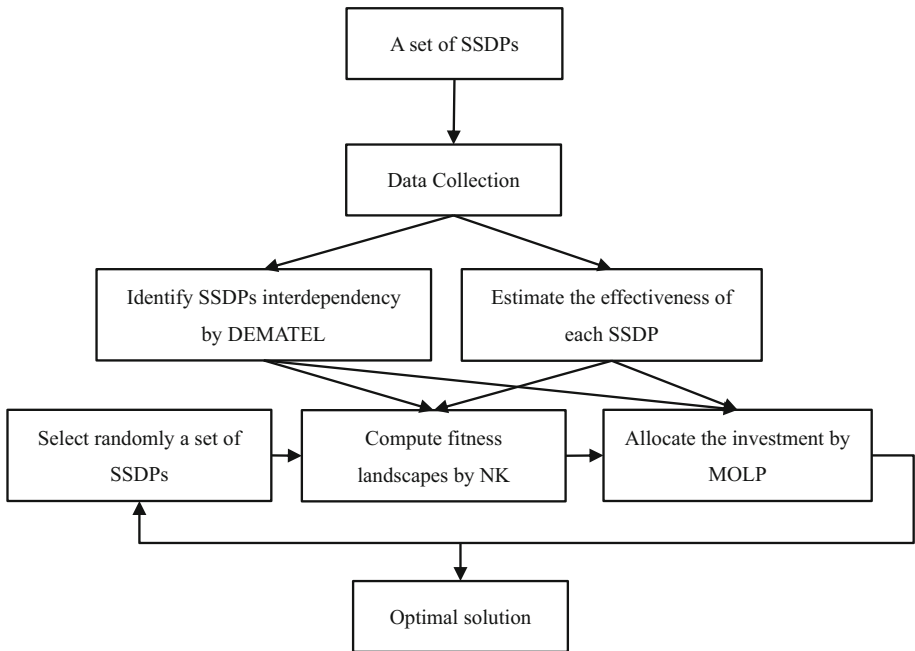 A set of SSDPs
Data Collection
Identify SSDPs interdependency
by DEMATEL
Estimate the effectiveness of
each SSDP
Select randomly a set of
SSDPs
Compute fitness
landscapes by NK
Allocate the investment by
MOLP
Optimal solution